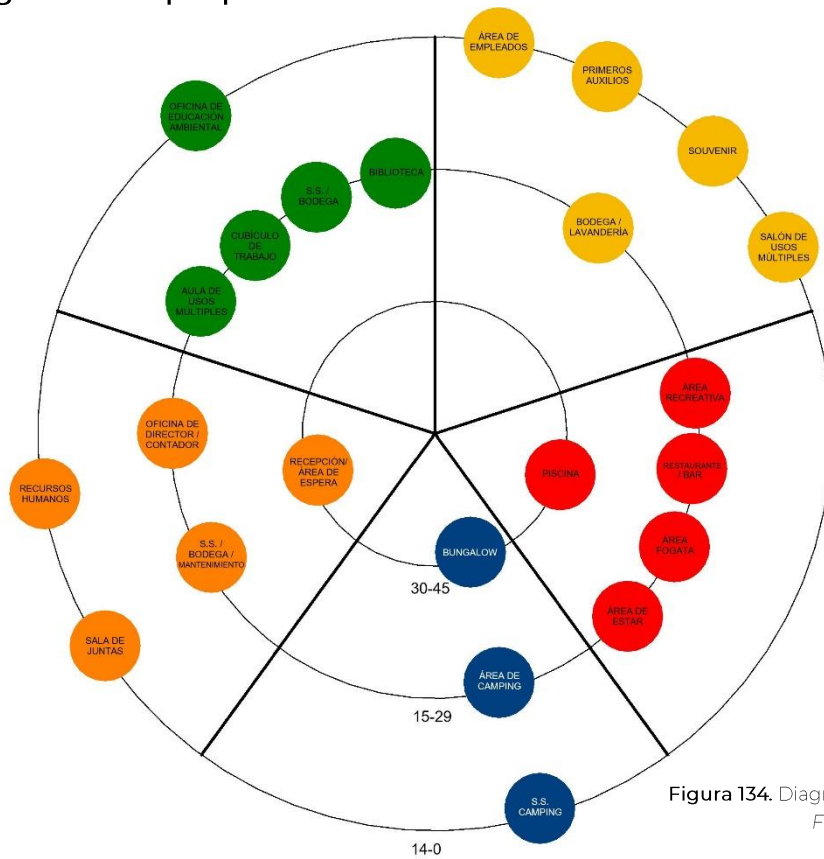 ÁREA DE
EMPLEADOS
PRIMEROS
AUXILIOS
SOUVENIR
SALÓN DE
USOS
MÚLTIPLES
BODEGA /
LAVANDERÍA
OFICINA DE
EDUCACIÓN
AMBIENTAL
BIBLIOTECA
S.S. /
BODEGA
CUBÍCULO
DE
TRABAJO
AULA DE
USOS
MÚLTIPLES
ÁREA
RECREATIVA
RESTAURANTE
/ BAR
ÁREA
FOGATA
ÁREA DE
ESTAR
PISCINA
OFICINA DE
DIRECTOR /
CONTADOR
RECEPCIÓN/
ÁREA DE
ESPERA
RECURSOS
HUMANOS
S.S. /
BODEGA /
MANTENIMIENTO
SALA DE
JUNTAS
BUNGALOW
30-45
ÁREA DE
CAMPING
15-29
S.S.
CAMPING
14-0
Figura 134.